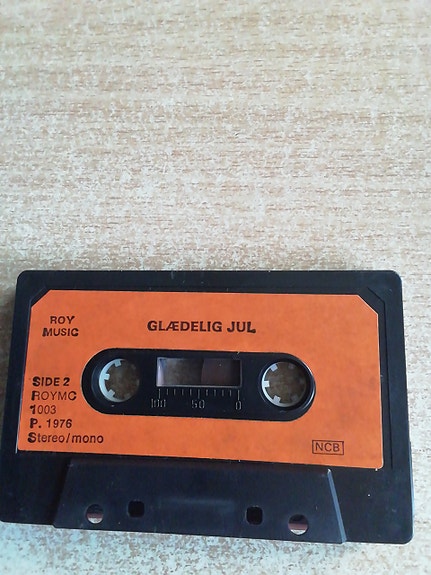 ROY
MUSIC
GLÆDELIG JUL
SIDE 2
ROYMC
1003
P. 1976
Stereo/mono
100 50 0
NCB